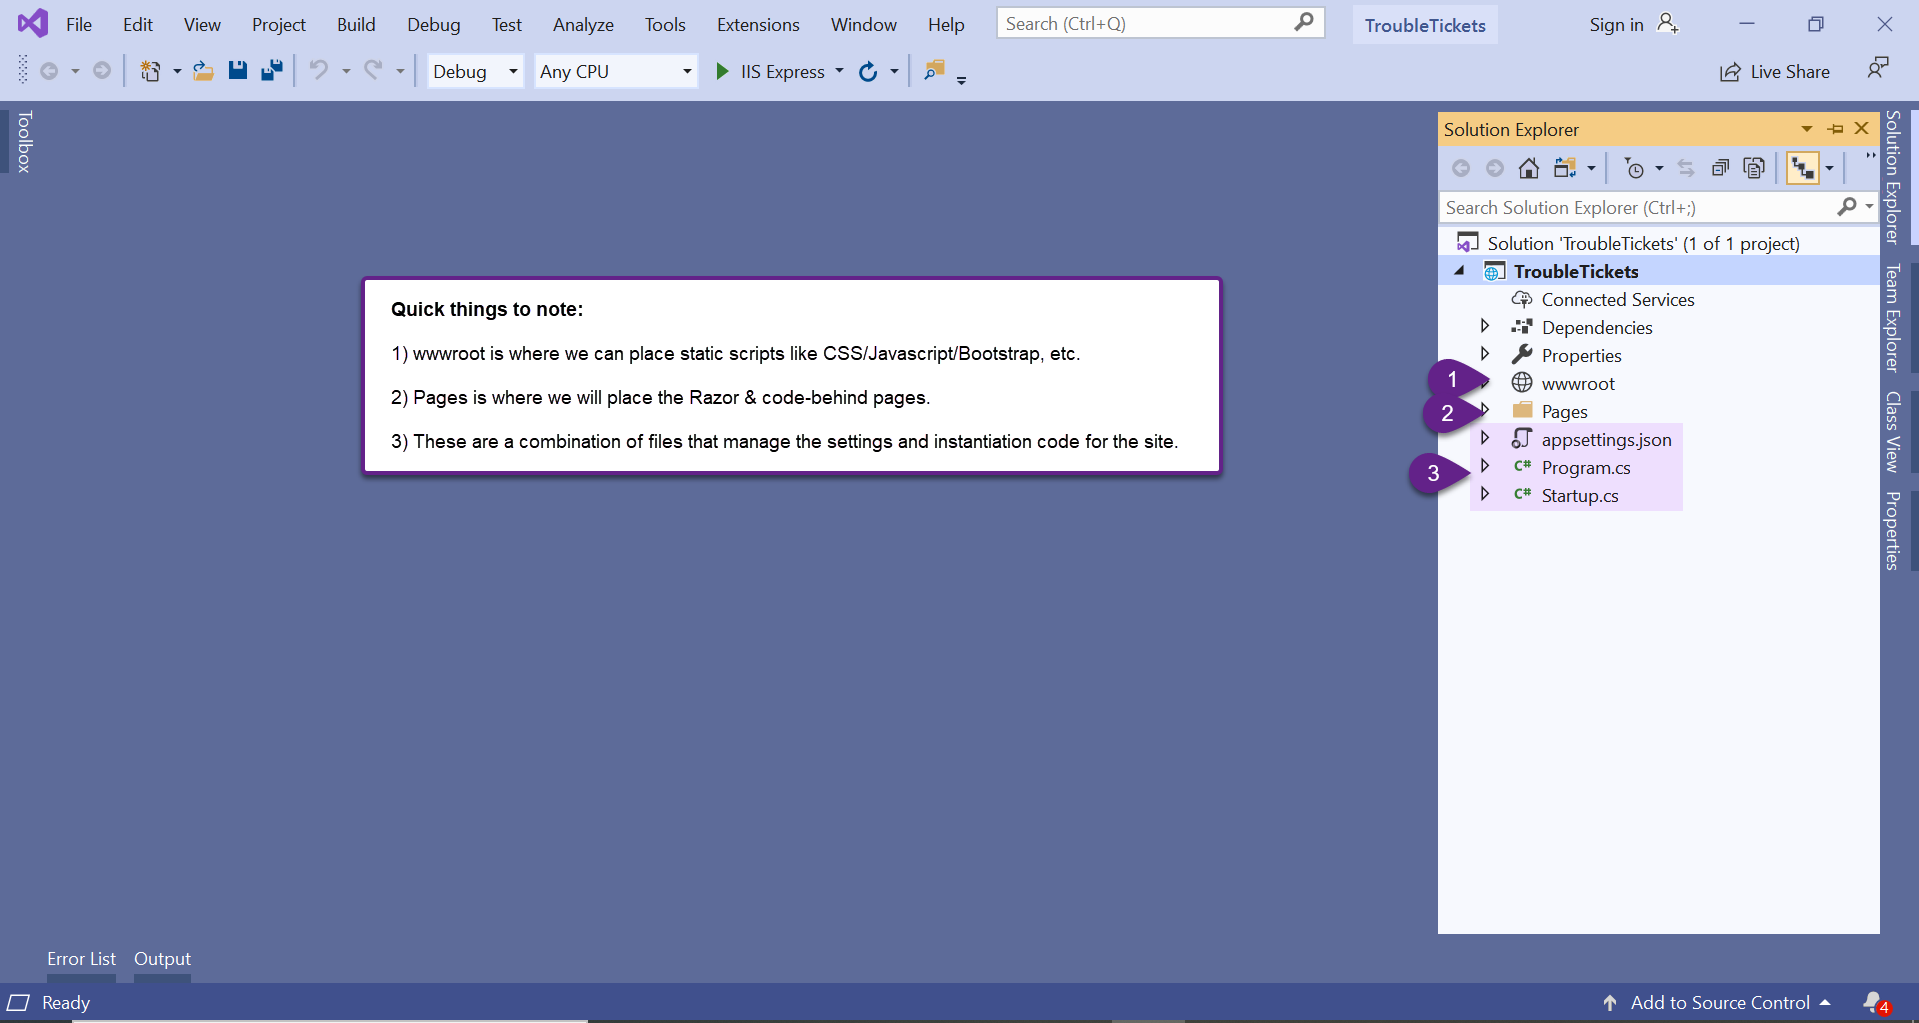 File Edit View Project Build Debug Test Analyze Tools Extensions Window Help Search (Ctrl+Q) TroubleTickets Sign in
Debug Any CPU IIS Express Live Share
Toolbox
Quick things to note:
1) wwwroot is where we can place static scripts like CSS/Javascript/Bootstrap, etc.
2) Pages is where we will place the Razor & code-behind pages.
3) These are a combination of files that manage the settings and instantiation code for the site.
Solution Explorer
Search Solution Explorer (Ctrl+;)
Solution 'TroubleTickets' (1 of 1 project)
TroubleTickets
Connected Services
Dependencies
Properties
1 wwwroot
2 Pages
appsettings.json
3 C# Program.cs
C# Startup.cs
Solution Explorer
Team Explorer
Class View
Properties
Error List Output
Ready Add to Source Control 4